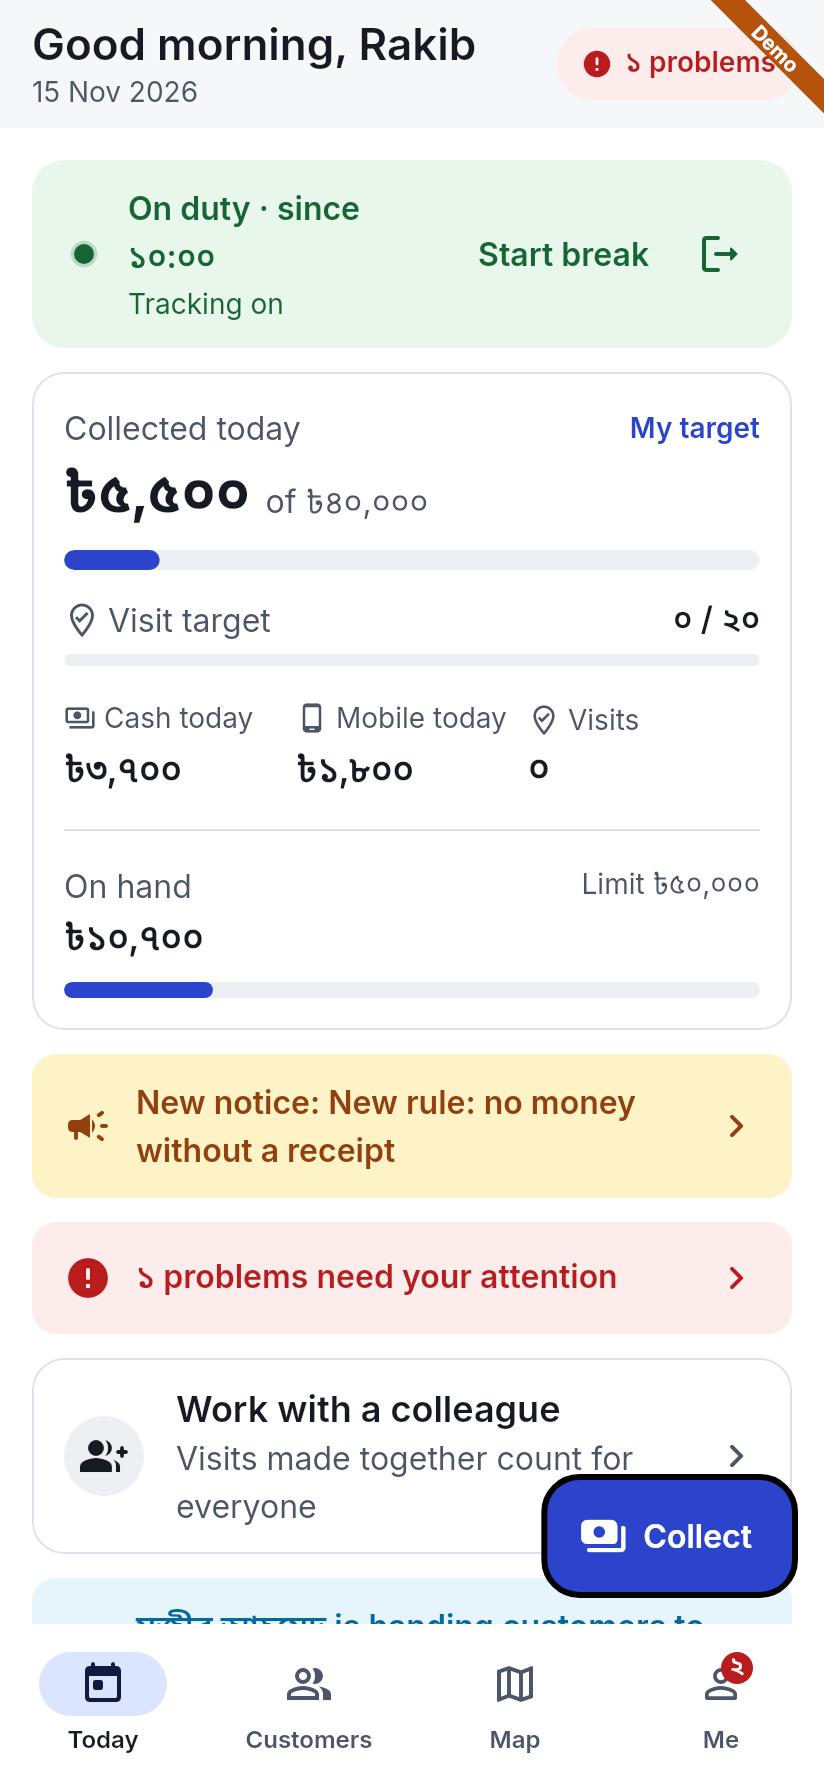 Good morning, Rakib
15 Nov 2026
১ problems
Demo
On duty · since
১০:০০
Tracking on
Start break
Collected today
My target
৳৫,৫০০ of ৳৪০,০০০
Visit target
০ / ২০
Cash today
৳৩,৭০০
Mobile today
৳১,৮০০
Visits
০
On hand
Limit ৳৫০,০০০
৳১০,৭০০
New notice: New rule: no money
without a receipt
১ problems need your attention
Work with a colleague
Visits made together count for
everyone
Collect
is handing customers to
Today
Customers
Map
২
Me